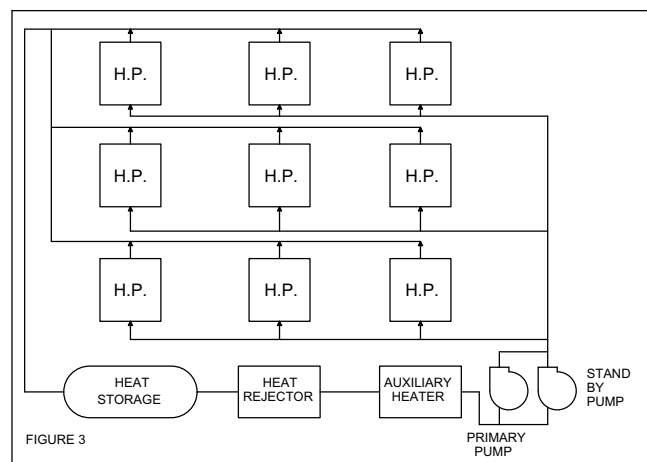 H.P. H.P. H.P.
H.P. H.P. H.P.
H.P. H.P. H.P.
HEAT
STORAGE
HEAT
REJECTOR
AUXILIARY
HEATER
STAND
BY
PUMP
PRIMARY
PUMP
FIGURE 3